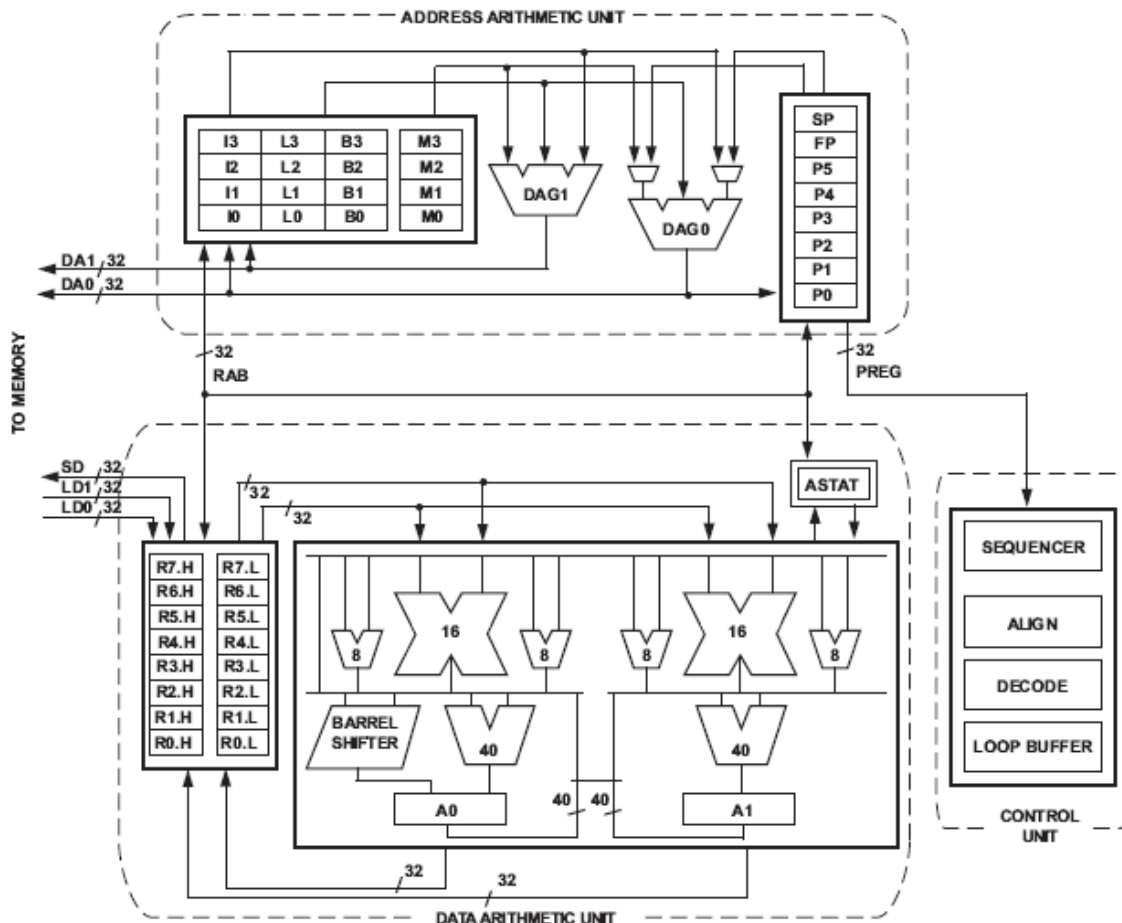 ADDRESS ARITHMETIC UNIT
SP
I3 L3 B3 M3
FP
I2 L2 B2 M2
P5
I1 L1 B1 M1
DAG1
P4
I0 L0 B0 M0
DAG0
P3
P2
DA1 32
P1
DA0 32
P0
TO MEMORY
32
RAB
32
PREG
SD 32
LD1 32
LD0 32
32
32
ASTAT
R7.H R7.L
R6.H R6.L
R5.H R5.L
R4.H R4.L
R3.H R3.L
R2.H R2.L
R1.H R1.L
R0.H R0.L
8 16 8 8 16 8
BARREL
SHIFTER
40 40
A0 40 40 A1
32 32
DATA ARITHMETIC UNIT
SEQUENCER
ALIGN
DECODE
LOOP BUFFER
CONTROL
UNIT